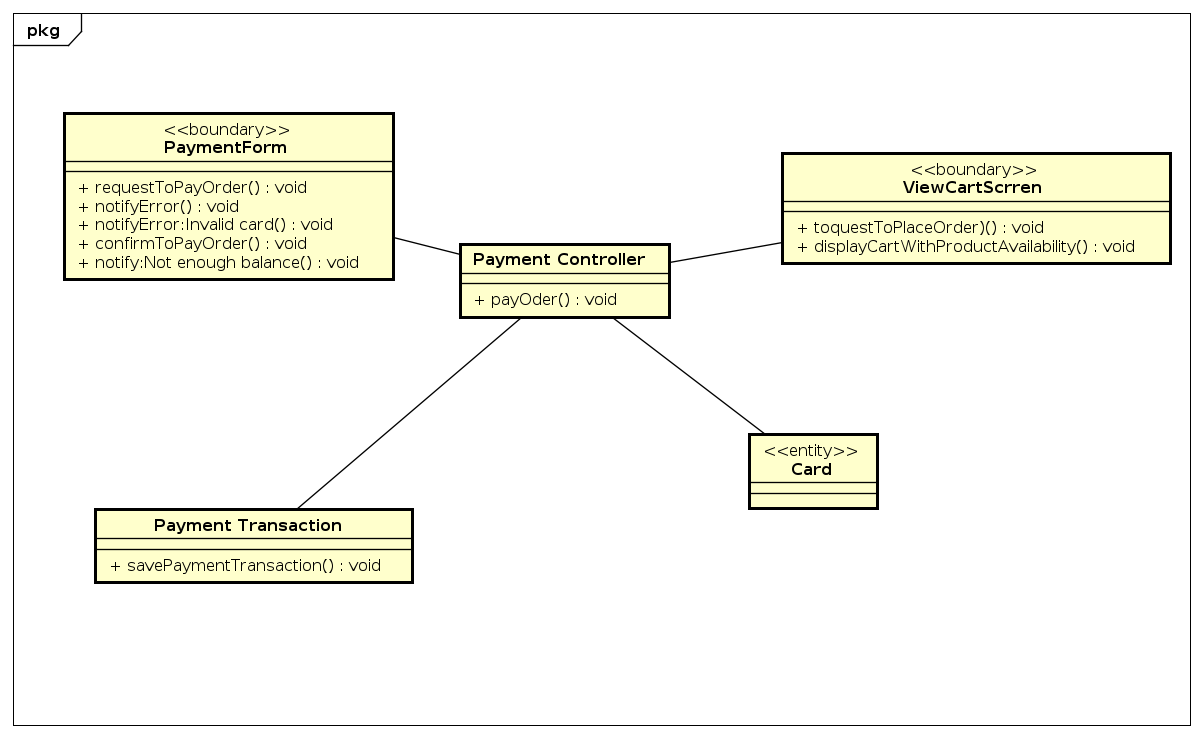 pkg
<<boundary>>
PaymentForm
+ requestToPayOrder() : void
+ notifyError() : void
+ notifyError:Invalid card() : void
+ confirmToPayOrder() : void
+ notify:Not enough balance() : void
<<boundary>>
ViewCartScrren
+ toquestToPlaceOrder)() : void
+ displayCartWithProductAvailability() : void
Payment Controller
+ payOder() : void
<<entity>>
Card
Payment Transaction
+ savePaymentTransaction() : void